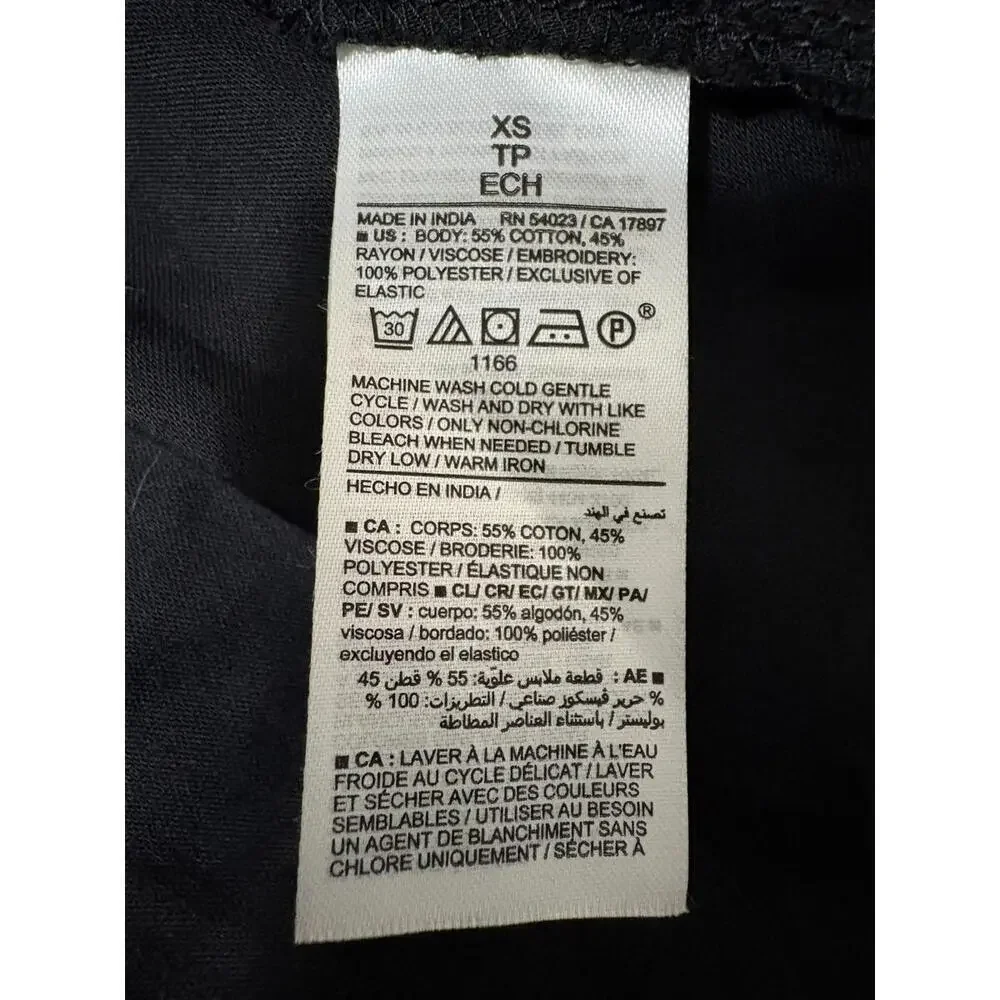 XS
TP
ECH
MADE IN INDIA RN 54023 / CA 17897
■ US : BODY: 55% COTTON, 45%
RAYON / VISCOSE / EMBROIDERY:
100% POLYESTER / EXCLUSIVE OF
ELASTIC
30 P ®
1166
MACHINE WASH COLD GENTLE
CYCLE / WASH AND DRY WITH LIKE
COLORS / ONLY NON-CHLORINE
BLEACH WHEN NEEDED / TUMBLE
DRY LOW / WARM IRON
HECHO EN INDIA /
تصنع في الهند
■ CA : CORPS: 55% COTON, 45%
VISCOSE / BRODERIE: 100%
POLYESTER / ÉLASTIQUE NON
COMPRIS ■ CL/ CR/ EC/ GT/ MX/ PA/
PE/ SV : cuerpo: 55% algodón, 45%
viscosa / bordado: 100% poliéster /
excluyendo el elastico
■ AE : قطعة ملابس علوّية: 55 % قطن 45
% حرير ڤيسكوز صناعي / التطريزات: 100 %
بوليستر / باستثناء العناصر المطاطة
■ CA : LAVER À LA MACHINE À L'EAU
FROIDE AU CYCLE DÉLICAT / LAVER
ET SÉCHER AVEC DES COULEURS
SEMBLABLES / UTILISER AU BESOIN
UN AGENT DE BLANCHIMENT SANS
CHLORE UNIQUEMENT / SÉCHER À